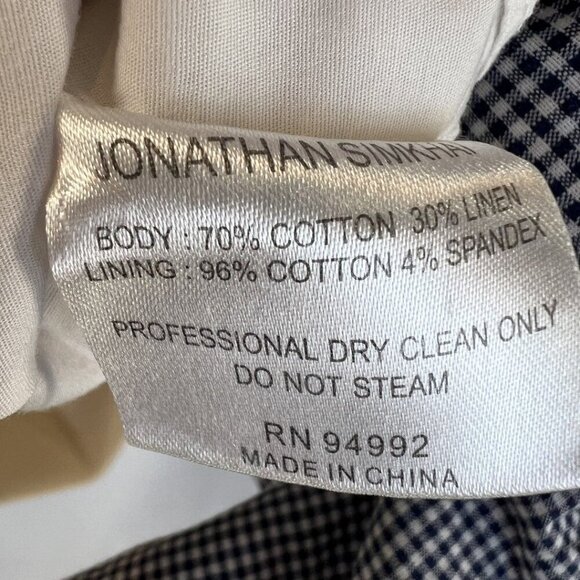 JONATHAN SIMKHAI
BODY : 70% COTTON 30% LINEN
LINING : 96% COTTON 4% SPANDEX
PROFESSIONAL DRY CLEAN ONLY
DO NOT STEAM
RN 94992
MADE IN CHINA